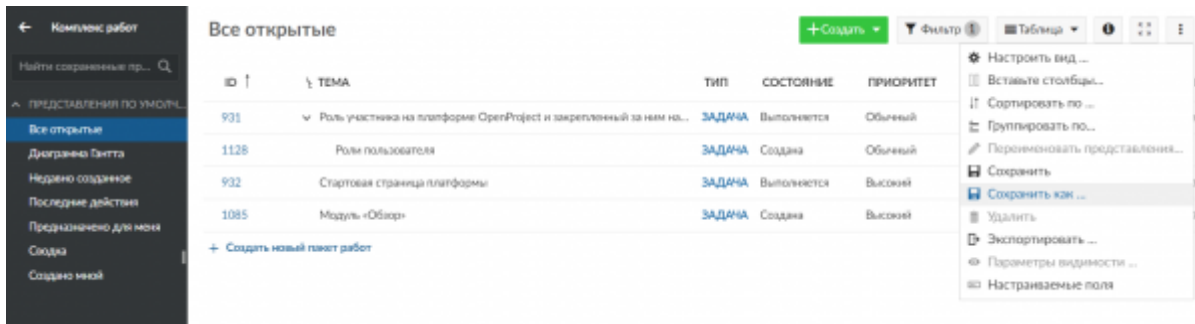 Комплекс работ
Найти сохраненные пр...
ПРЕДСТАВЛЕНИЯ ПО УМОЛЧ...
Все открытые
Диаграмма Гантта
Недавно созданное
Последние действия
Предназначено для меня
Сводка
Создано мной
Все открытые
+ Создать
Фильтр 1
Таблица
ID ТЕМА ТИП СОСТОЯНИЕ ПРИОРИТЕТ
931 Роль участника на платформе OpenProject и закрепленный за ним на... ЗАДАЧА Выполняется Обычный
1128 Роли пользователя ЗАДАЧА Создана Обычный
932 Стартовая страница платформы ЗАДАЧА Выполняется Высокий
1085 Модуль «Обзор» ЗАДАЧА Создана Высокий
+ Создать новый пакет работ
Настроить вид ...
Вставьте столбцы...
Сортировать по ...
Группировать по...
Переименовать представления...
Сохранить
Сохранить как ...
Удалить
Экспортировать ...
Параметры видимости ...
Настраиваемые поля